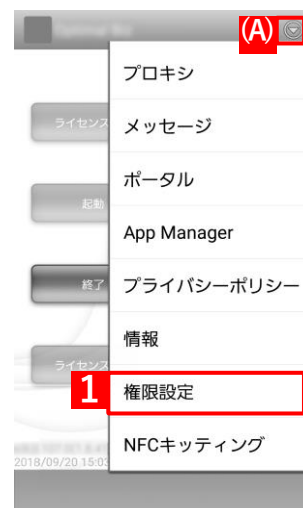 (A)
プロキシ
ライセンス
メッセージ
ポータル
起動
App Manager
終了
プライバシーポリシー
情報
ライセンス
1
権限設定
NFCキッティング
2018/09/20 15:03